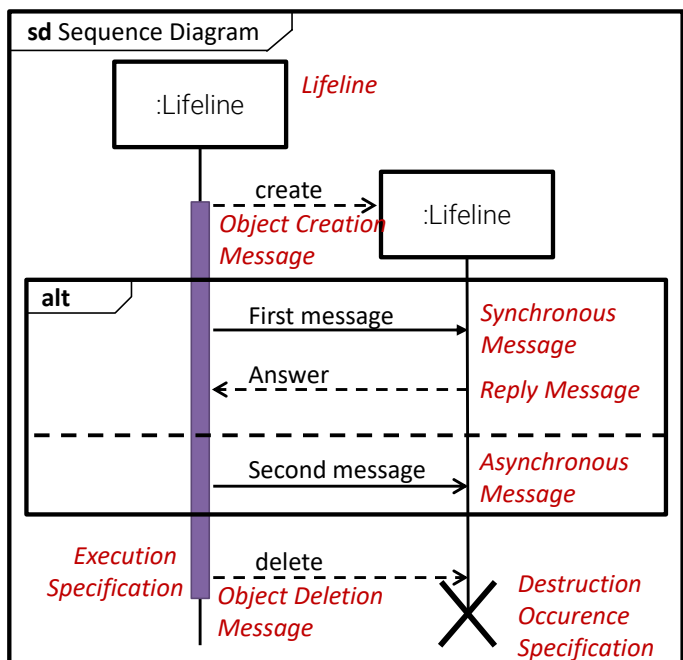 sd Sequence Diagram
:Lifeline
Lifeline
create
Object Creation
Message
:Lifeline
alt
First message
Synchronous
Message
Answer
Reply Message
Second message
Asynchronous
Message
Execution
Specification
delete
Object Deletion
Message
Destruction
Occurence
Specification